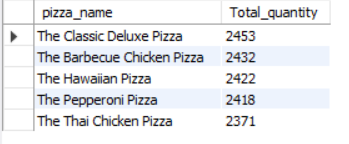 pizza_name Total_quantity
The Classic Deluxe Pizza 2453
The Barbecue Chicken Pizza 2432
The Hawaiian Pizza 2422
The Pepperoni Pizza 2418
The Thai Chicken Pizza 2371